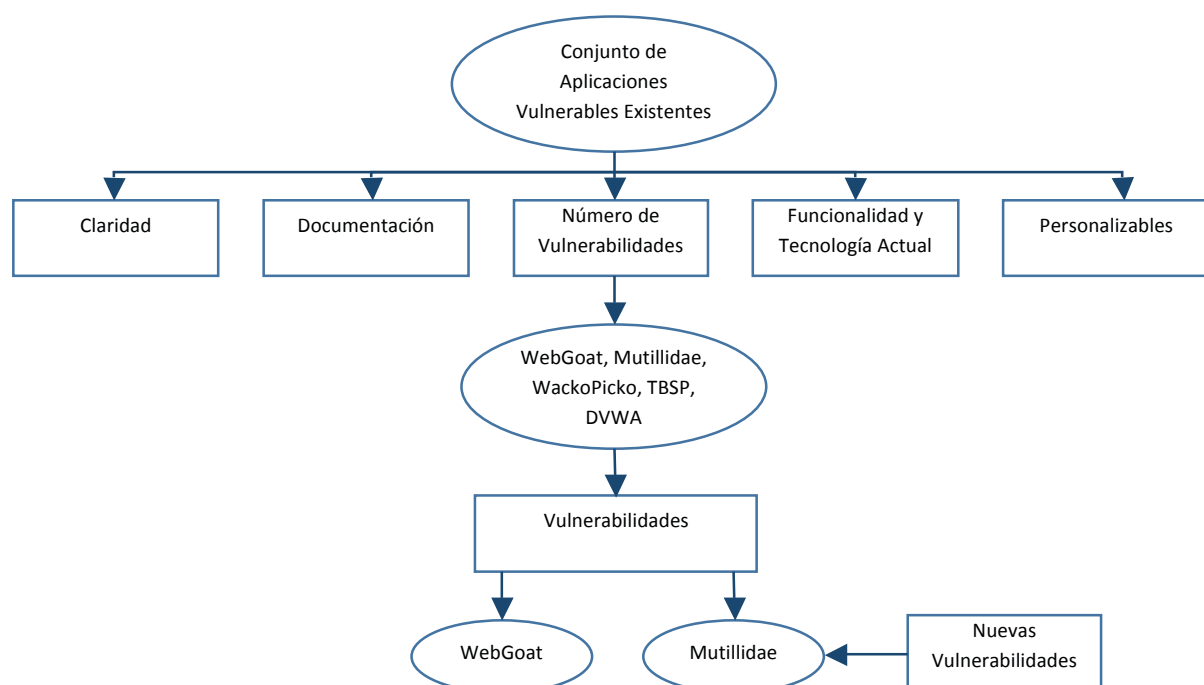 Conjunto de
Aplicaciones
Vulnerables Existentes
Claridad
Documentación
Número de
Vulnerabilidades
Funcionalidad y
Tecnología Actual
Personalizables
WebGoat, Mutillidae,
WackoPicko, TBSP,
DVWA
Vulnerabilidades
WebGoat
Mutillidae
Nuevas
Vulnerabilidades